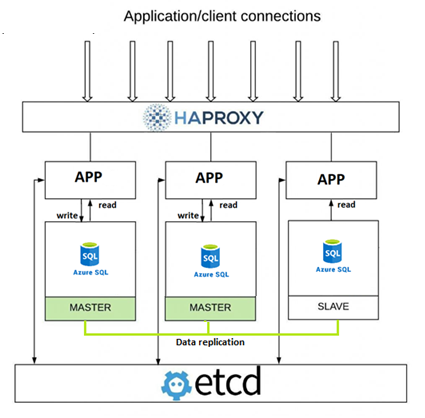 Application/client connections
HAPROXY
APP
APP
APP
write
read
write
read
read
SQL
SQL
SQL
Azure SQL
Azure SQL
Azure SQL
MASTER
MASTER
SLAVE
Data replication
etcd